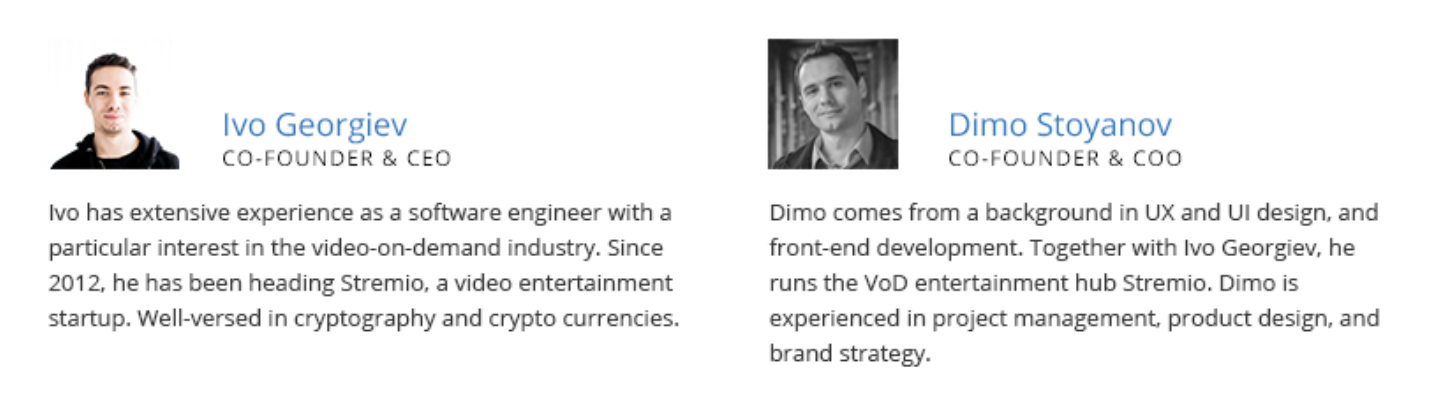 Ivo Georgiev
CO-FOUNDER & CEO
Ivo has extensive experience as a software engineer with a
particular interest in the video-on-demand industry. Since
2012, he has been heading Stremio, a video entertainment
startup. Well-versed in cryptography and crypto currencies.
Dimo Stoyanov
CO-FOUNDER & COO
Dimo comes from a background in UX and UI design, and
front-end development. Together with Ivo Georgiev, he
runs the VoD entertainment hub Stremio. Dimo is
experienced in project management, product design, and
brand strategy.